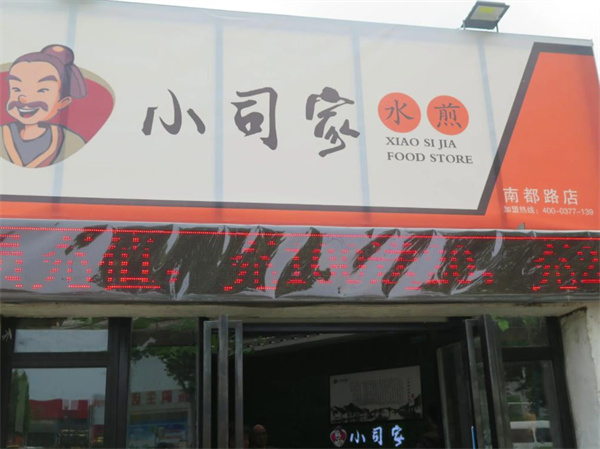 小司家
水煎
XIAO SI JIA
FOOD STORE
南都路店
加盟热线：400-0377-139
小司家